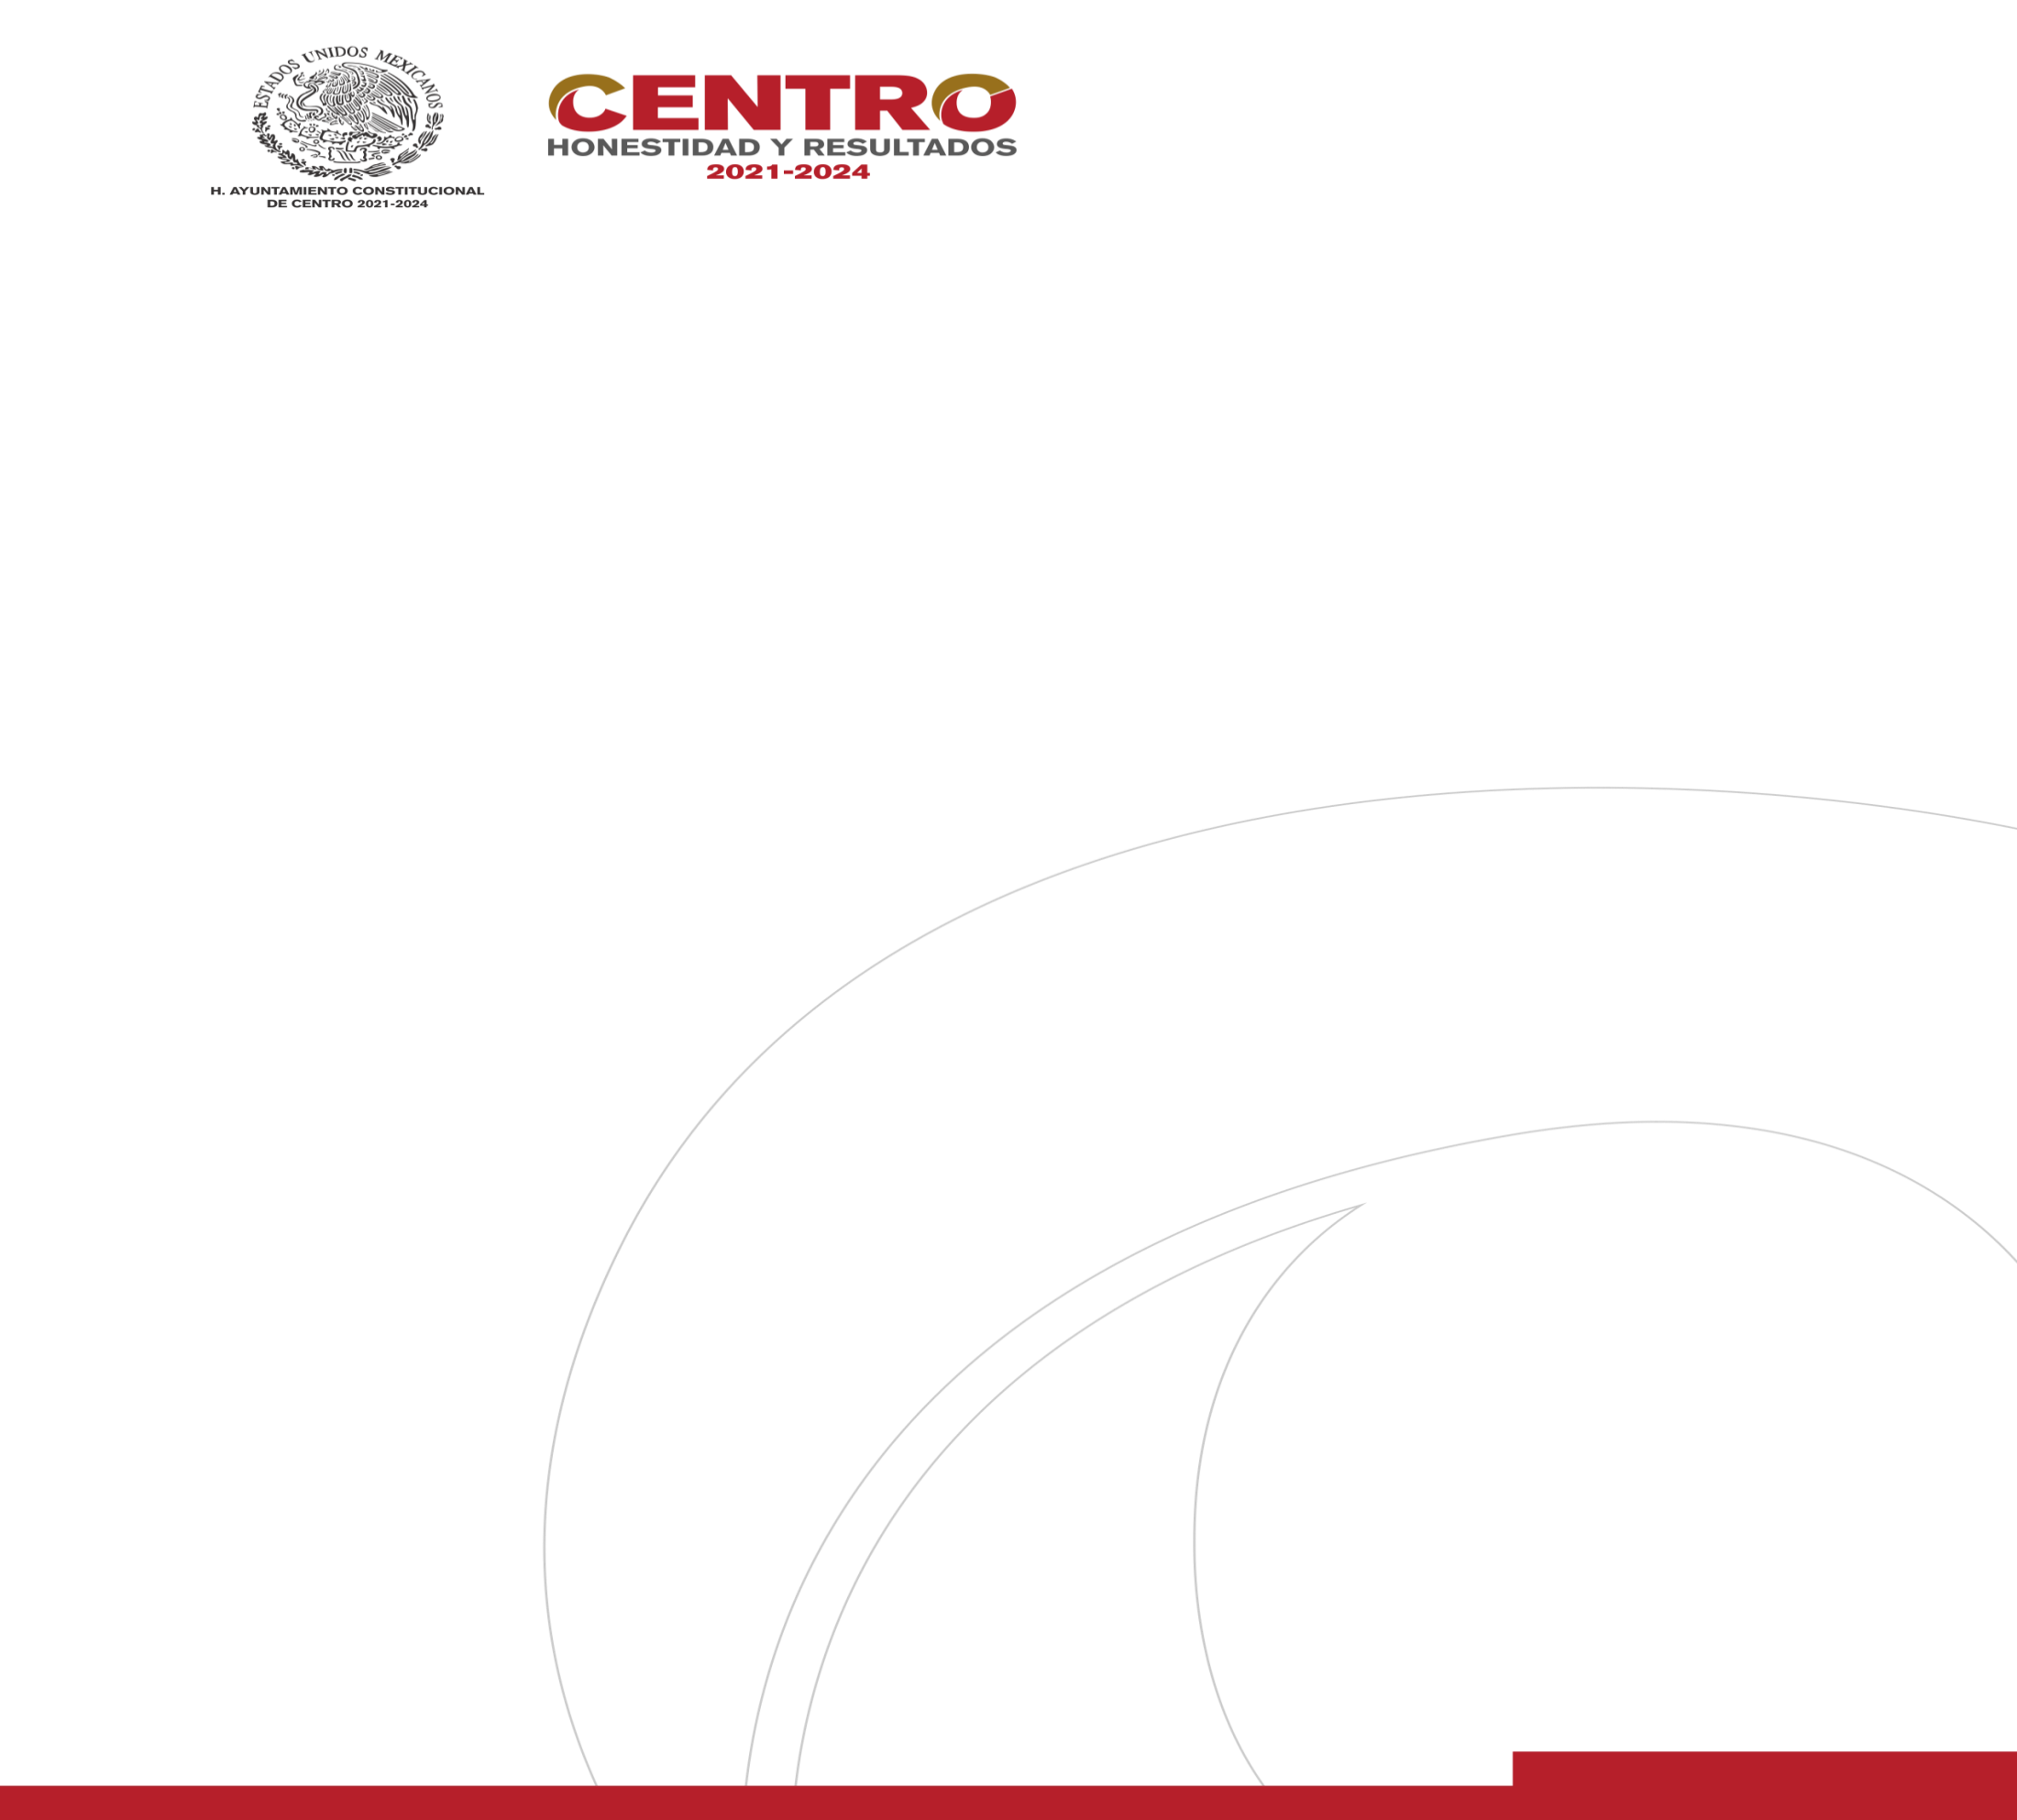 ESTADOS UNIDOS MEXICANOS
H. AYUNTAMIENTO CONSTITUCIONAL
DE CENTRO 2021-2024
CENTRO
HONESTIDAD Y RESULTADOS
2021-2024